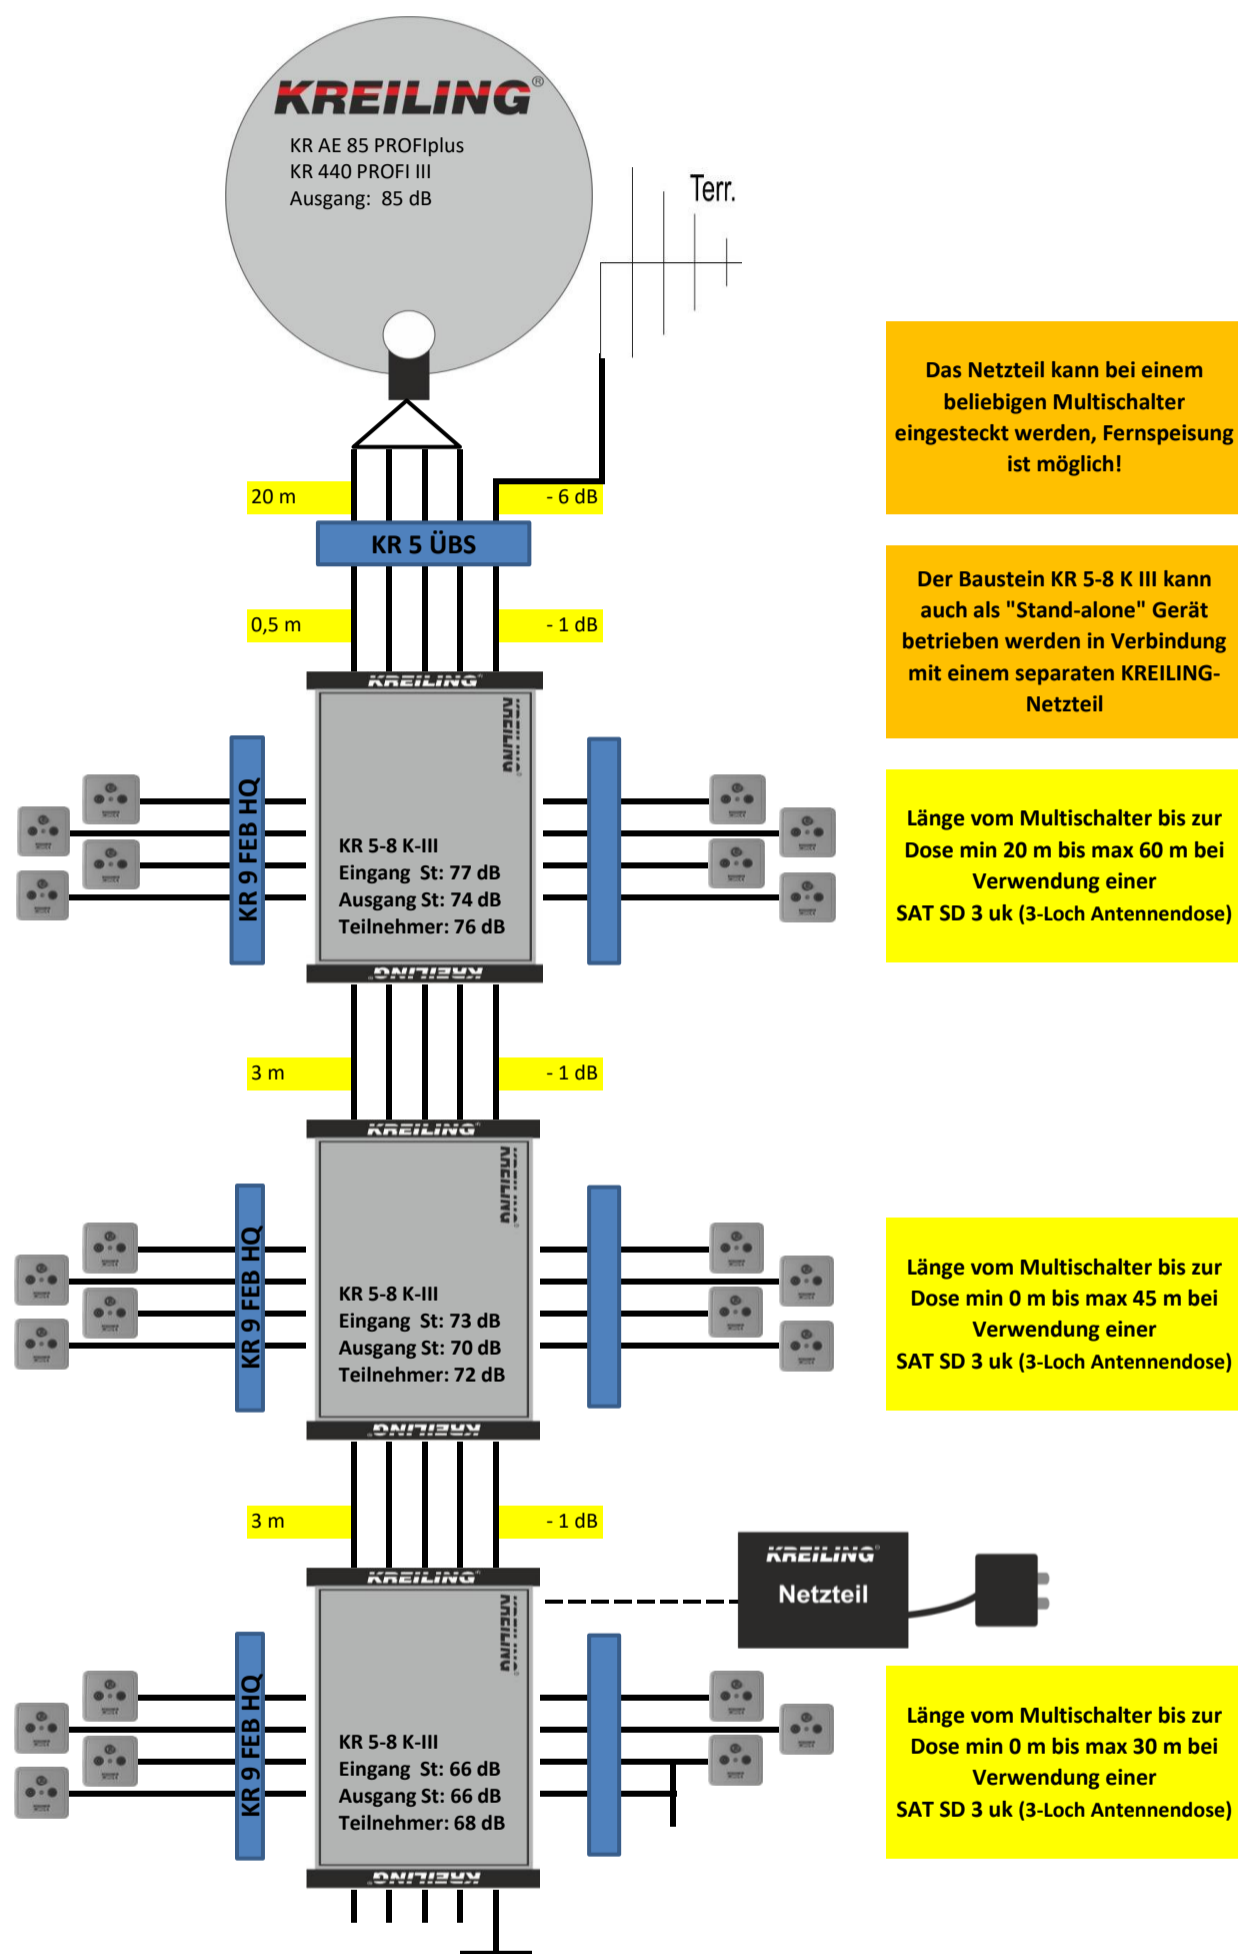 KREILING®
KR AE 85 PROFIplus
KR 440 PROFI III
Ausgang: 85 dB
Terr.
Das Netzteil kann bei einem
beliebigen Multischalter
eingesteckt werden, Fernspeisung
ist möglich!
20 m
- 6 dB
KR 5 ÜBS
0,5 m
- 1 dB
Der Baustein KR 5-8 K III kann
auch als "Stand-alone" Gerät
betrieben werden in Verbindung
mit einem separaten KREILING-
Netzteil
KREILING
KREILING
KR 9 FEB HQ
KR 5-8 K-III
Eingang St: 77 dB
Ausgang St: 74 dB
Teilnehmer: 76 dB
KREILING
Länge vom Multischalter bis zur
Dose min 20 m bis max 60 m bei
Verwendung einer
SAT SD 3 uk (3-Loch Antennendose)
3 m
- 1 dB
KREILING
KREILING
KR 9 FEB HQ
KR 5-8 K-III
Eingang St: 73 dB
Ausgang St: 70 dB
Teilnehmer: 72 dB
KREILING
Länge vom Multischalter bis zur
Dose min 0 m bis max 45 m bei
Verwendung einer
SAT SD 3 uk (3-Loch Antennendose)
3 m
- 1 dB
KREILING®
Netzteil
KREILING
KREILING
KR 9 FEB HQ
KR 5-8 K-III
Eingang St: 66 dB
Ausgang St: 66 dB
Teilnehmer: 68 dB
KREILING
Länge vom Multischalter bis zur
Dose min 0 m bis max 30 m bei
Verwendung einer
SAT SD 3 uk (3-Loch Antennendose)